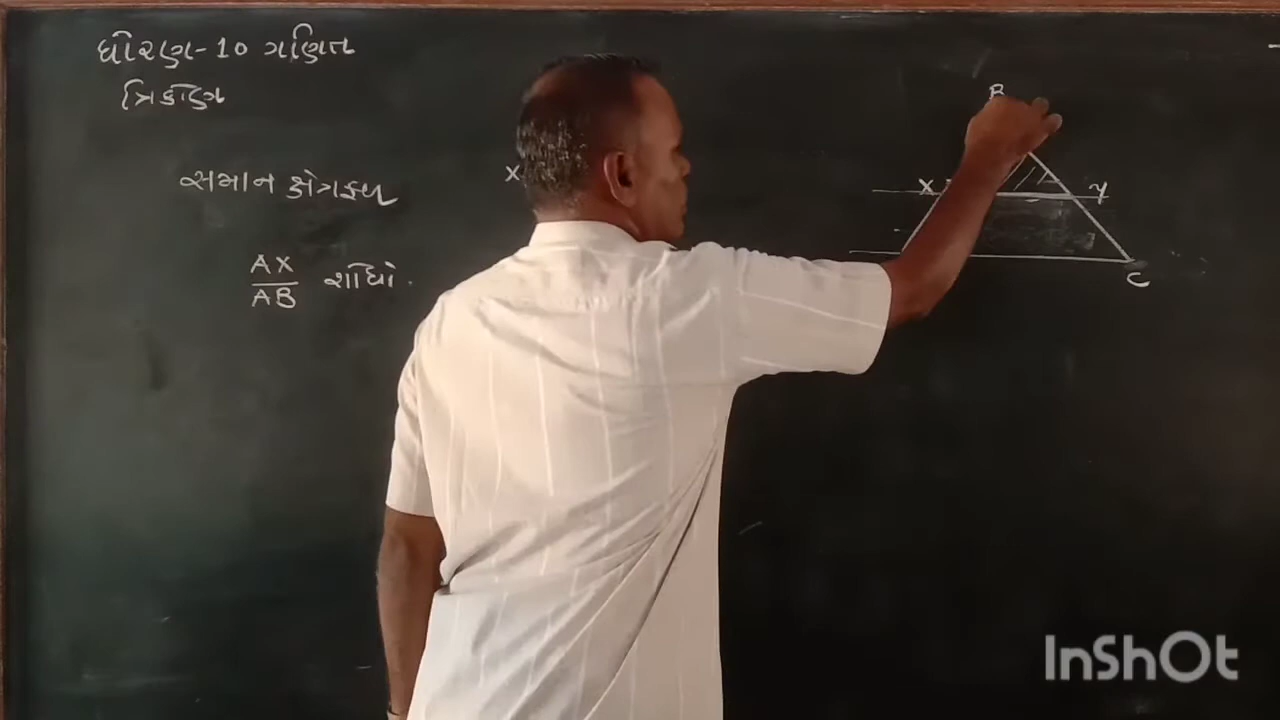 ધોરણ-10 ગણિત
ત્રિકોણ
સમાન ક્ષેત્રફળ
X
AX
AB શોધો.
B
X Y
C
InShOt